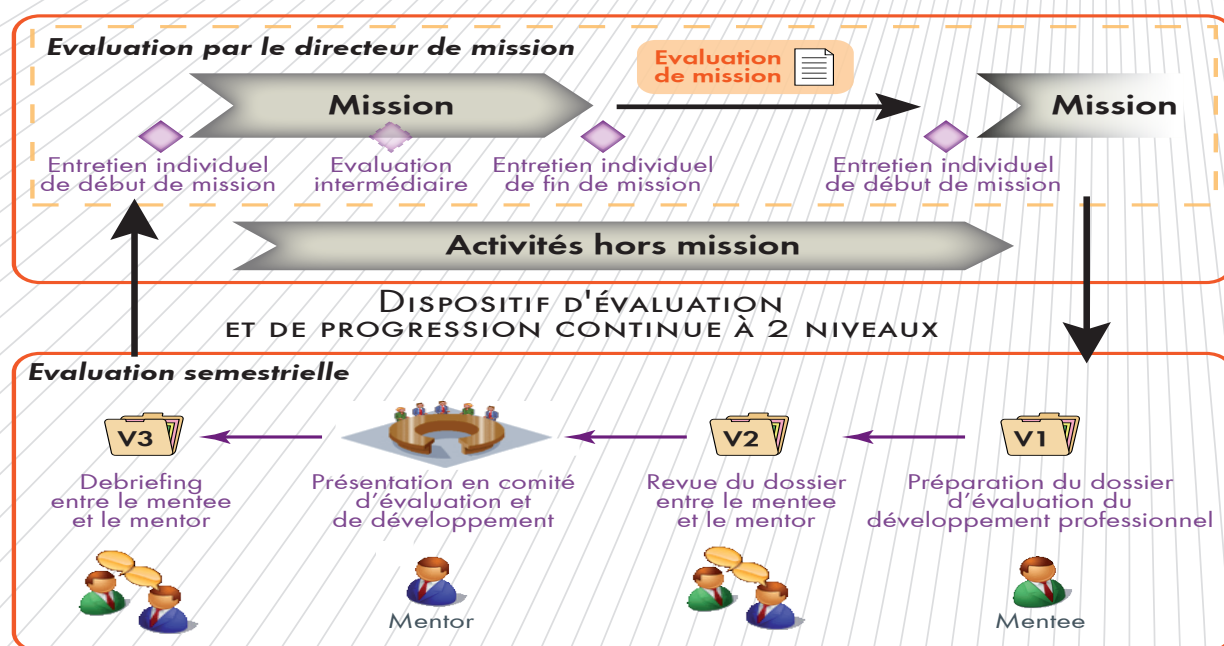 Evaluation par le directeur de mission
Evaluation
de mission
Mission
Mission
Entretien individuel
de début de mission
Evaluation
intermédiaire
Entretien individuel
de fin de mission
Entretien individuel
de début de mission
Activités hors mission
DISPOSITIF D'ÉVALUATION
ET DE PROGRESSION CONTINUE À 2 NIVEAUX
Evaluation semestrielle
V3
V2
V1
Debriefing
entre le mentee
et le mentor
Présentation en comité
d'évaluation et
de développement
Revue du dossier
entre le mentee
et le mentor
Préparation du dossier
d'évaluation du
développement professionnel
Mentor
Mentee